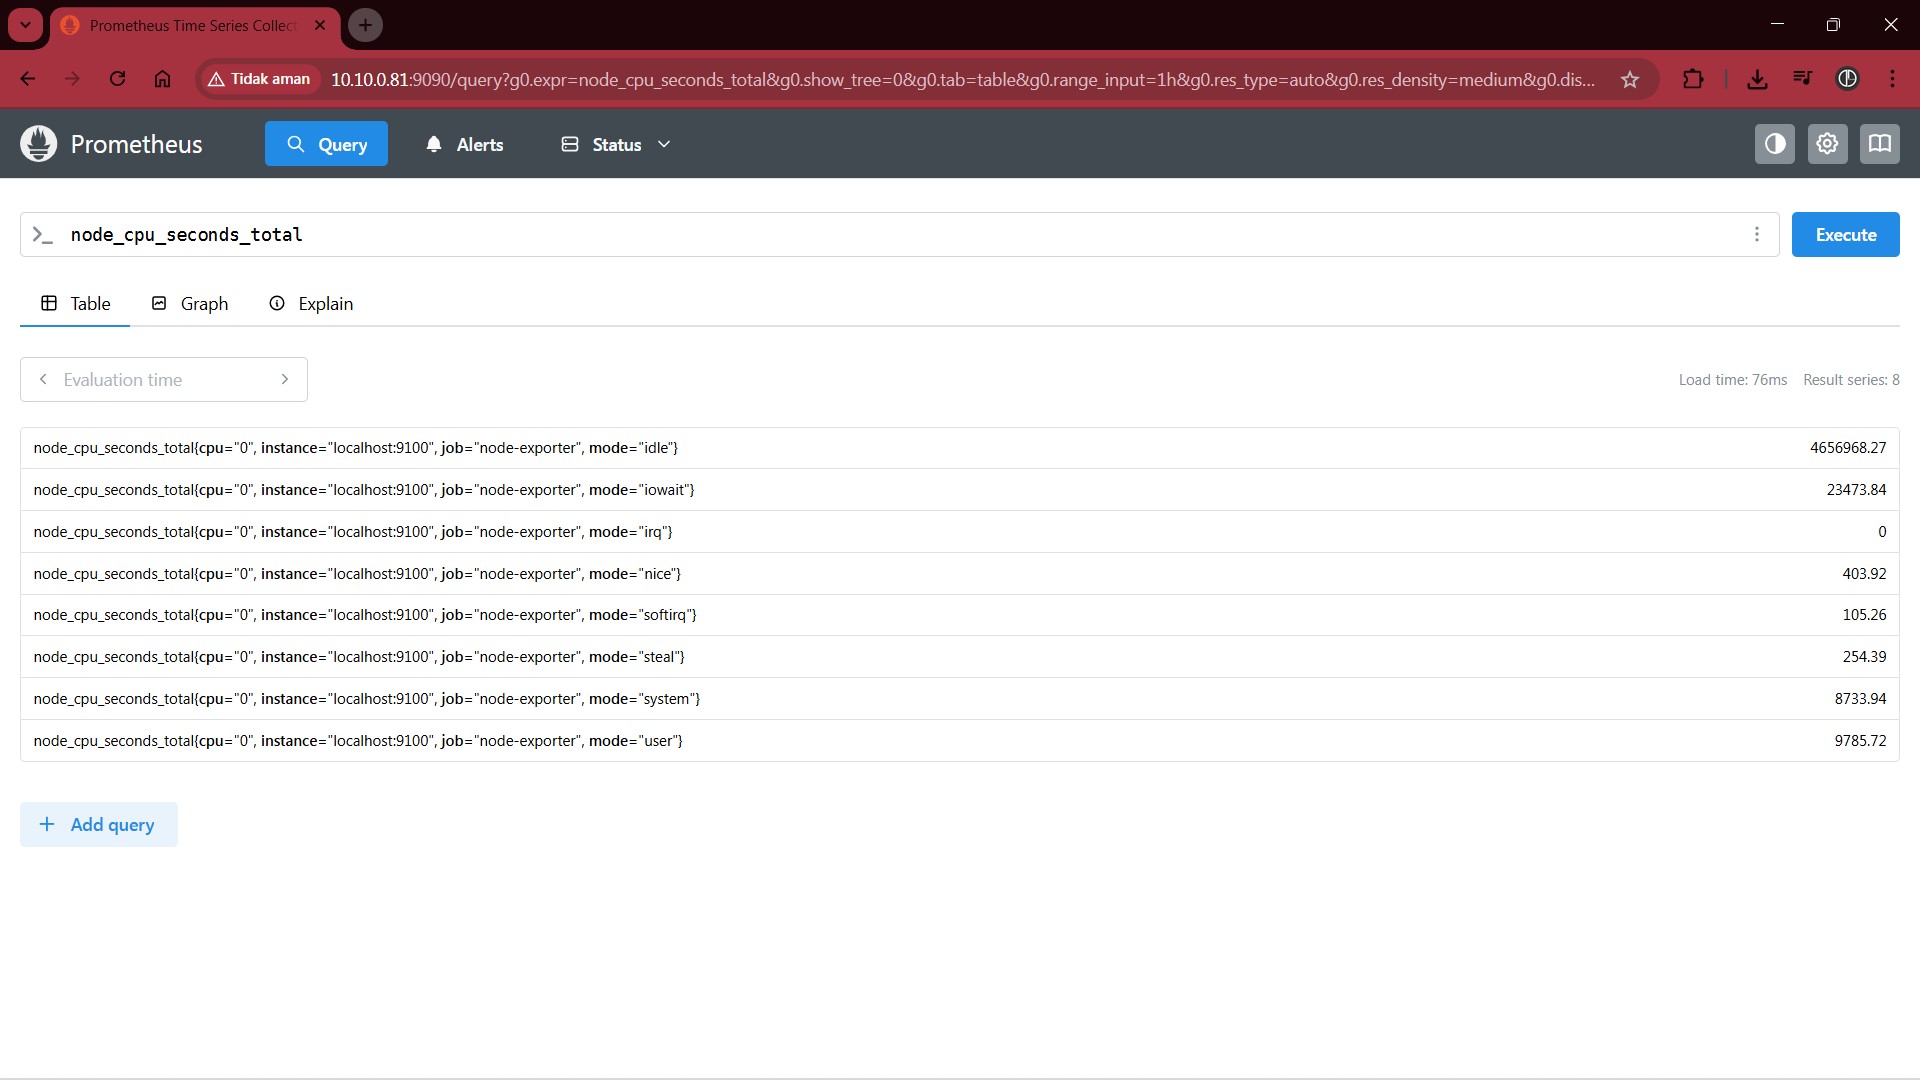 Prometheus Time Series Collect
Tidak aman 10.10.0.81:9090/query?g0.expr=node_cpu_seconds_total&g0.show_tree=0&g0.tab=table&g0.range_input=1h&g0.res_type=auto&g0.res_density=medium&g0.dis...
Prometheus Query Alerts Status
node_cpu_seconds_total Execute
Table Graph Explain
Evaluation time Load time: 76ms Result series: 8
node_cpu_seconds_total{cpu="0", instance="localhost:9100", job="node-exporter", mode="idle"} 4656968.27
node_cpu_seconds_total{cpu="0", instance="localhost:9100", job="node-exporter", mode="iowait"} 23473.84
node_cpu_seconds_total{cpu="0", instance="localhost:9100", job="node-exporter", mode="irq"} 0
node_cpu_seconds_total{cpu="0", instance="localhost:9100", job="node-exporter", mode="nice"} 403.92
node_cpu_seconds_total{cpu="0", instance="localhost:9100", job="node-exporter", mode="softirq"} 105.26
node_cpu_seconds_total{cpu="0", instance="localhost:9100", job="node-exporter", mode="steal"} 254.39
node_cpu_seconds_total{cpu="0", instance="localhost:9100", job="node-exporter", mode="system"} 8733.94
node_cpu_seconds_total{cpu="0", instance="localhost:9100", job="node-exporter", mode="user"} 9785.72
Add query